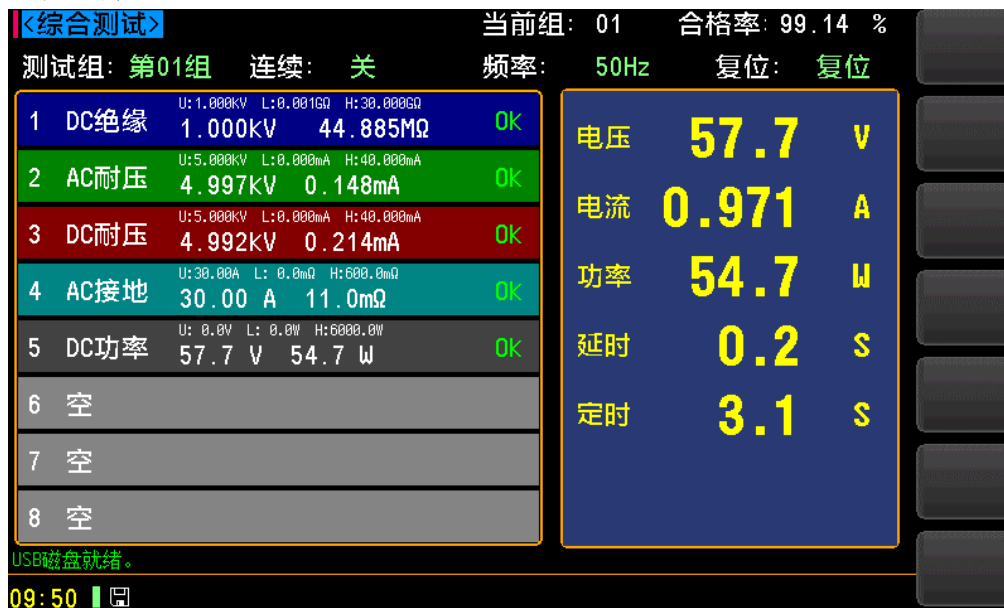 <综合测试> 当前组: 01 合格率: 99.14 %
测试组: 第01组 连续: 关 频率: 50Hz 复位: 复位
U:1.000KV L:0.001GΩ H:30.000GΩ
1 DC绝缘 1.000KV 44.885MΩ OK
U:5.000KV L:0.000mA H:40.000mA
2 AC耐压 4.997kV 0.148mA OK
U:5.000KV L:0.000mA H:40.000mA
3 DC耐压 4.992KV 0.214mA OK
U:30.00A L: 0.0mΩ H:600.0mΩ
4 AC接地 30.00 A 11.0mΩ OK
U: 0.0V L: 0.0W H:6000.0W
5 DC功率 57.7 V 54.7 W OK
6 空
7 空
8 空
电压 57.7 V
电流 0.971 A
功率 54.7 W
延时 0.2 S
定时 3.1 S
USB磁盘就绪。
09:50